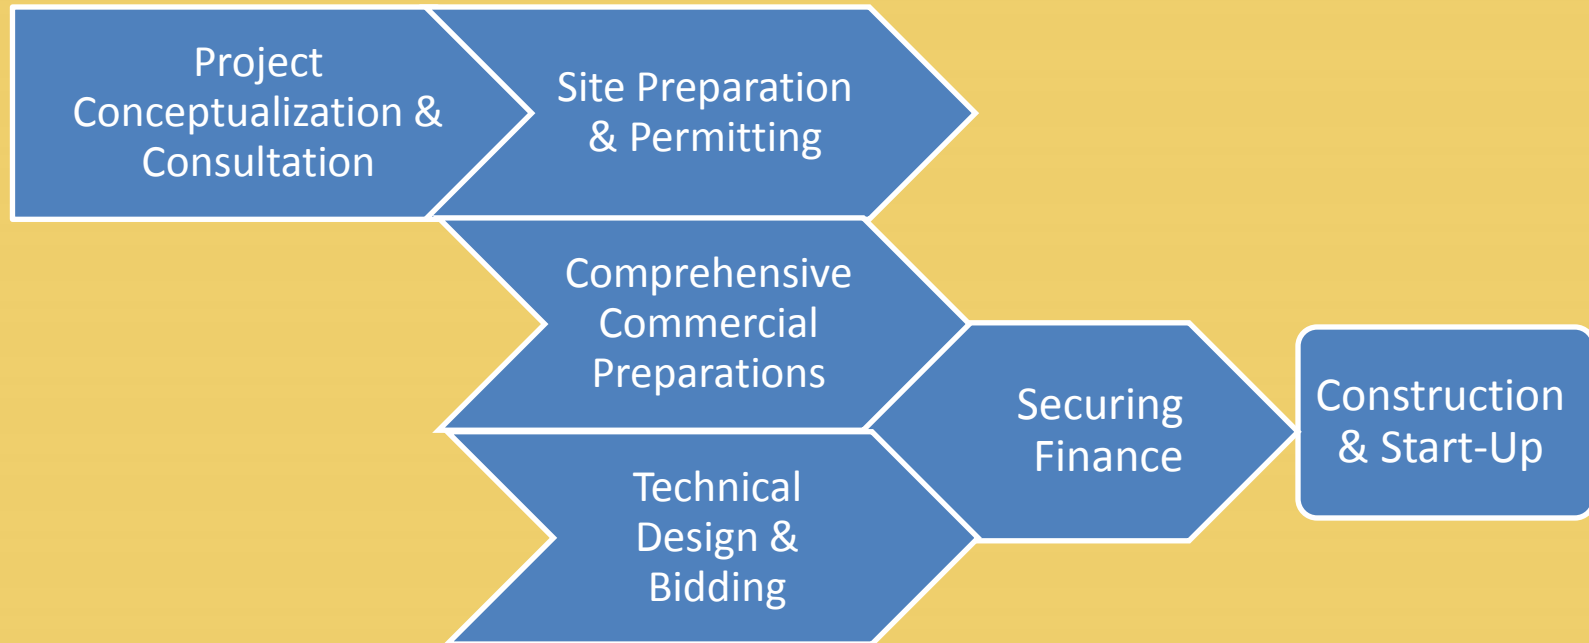 Project
Conceptualization &
Consultation
Site Preparation
& Permitting
Comprehensive
Commercial
Preparations
Technical
Design &
Bidding
Securing
Finance
Construction
& Start-Up